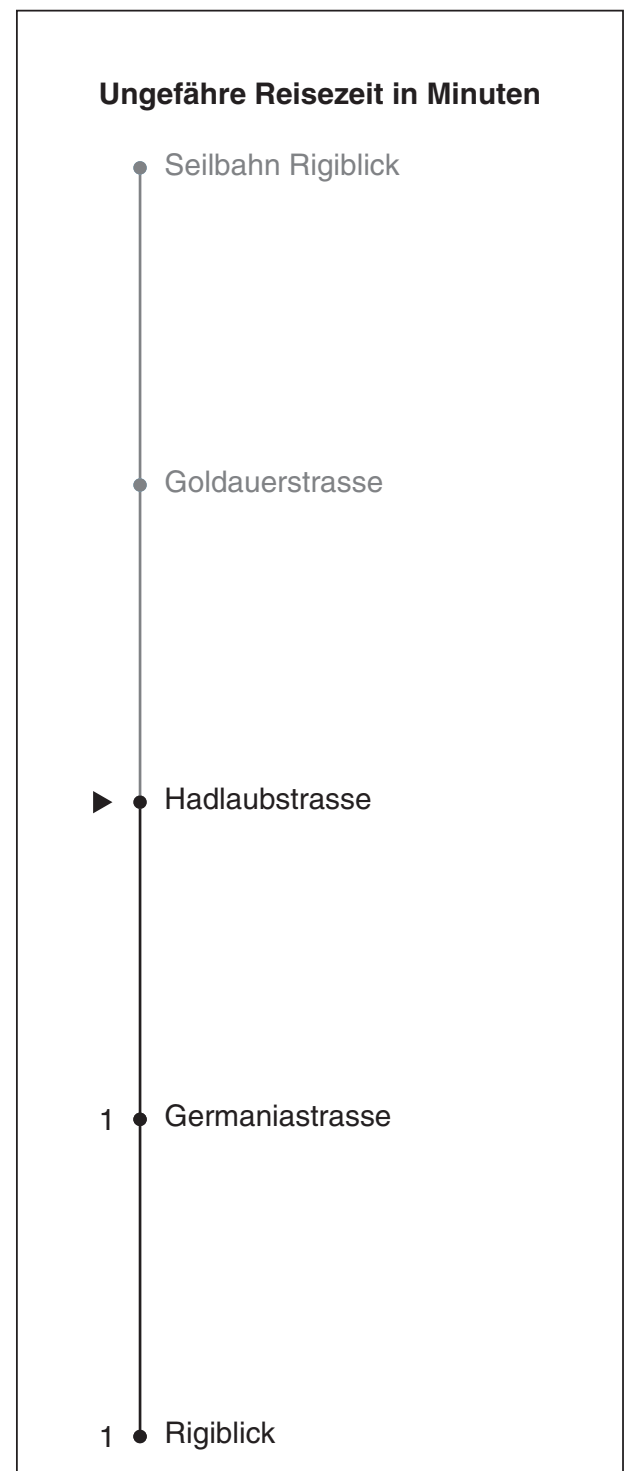 Ungefähre Reisezeit in Minuten
Seilbahn Rigiblick
Goldauerstrasse
Hadlaubstrasse
1 Germaniastrasse
1 Rigiblick